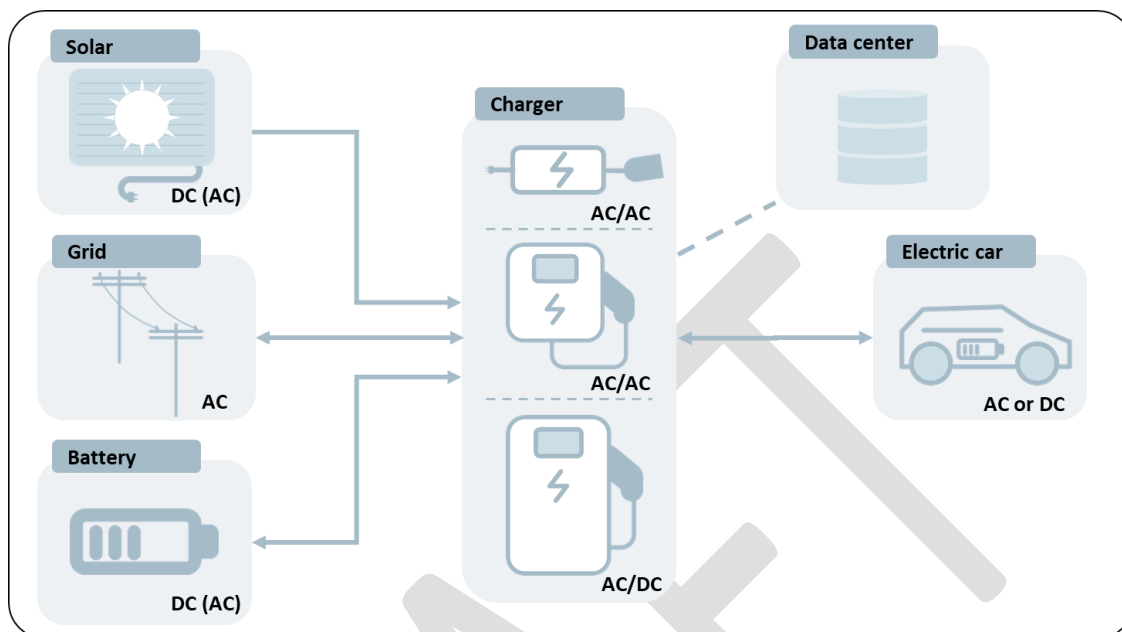 Solar
DC (AC)
Grid
AC
Battery
DC (AC)
Charger
AC/AC
AC/AC
AC/DC
Data center
Electric car
AC or DC